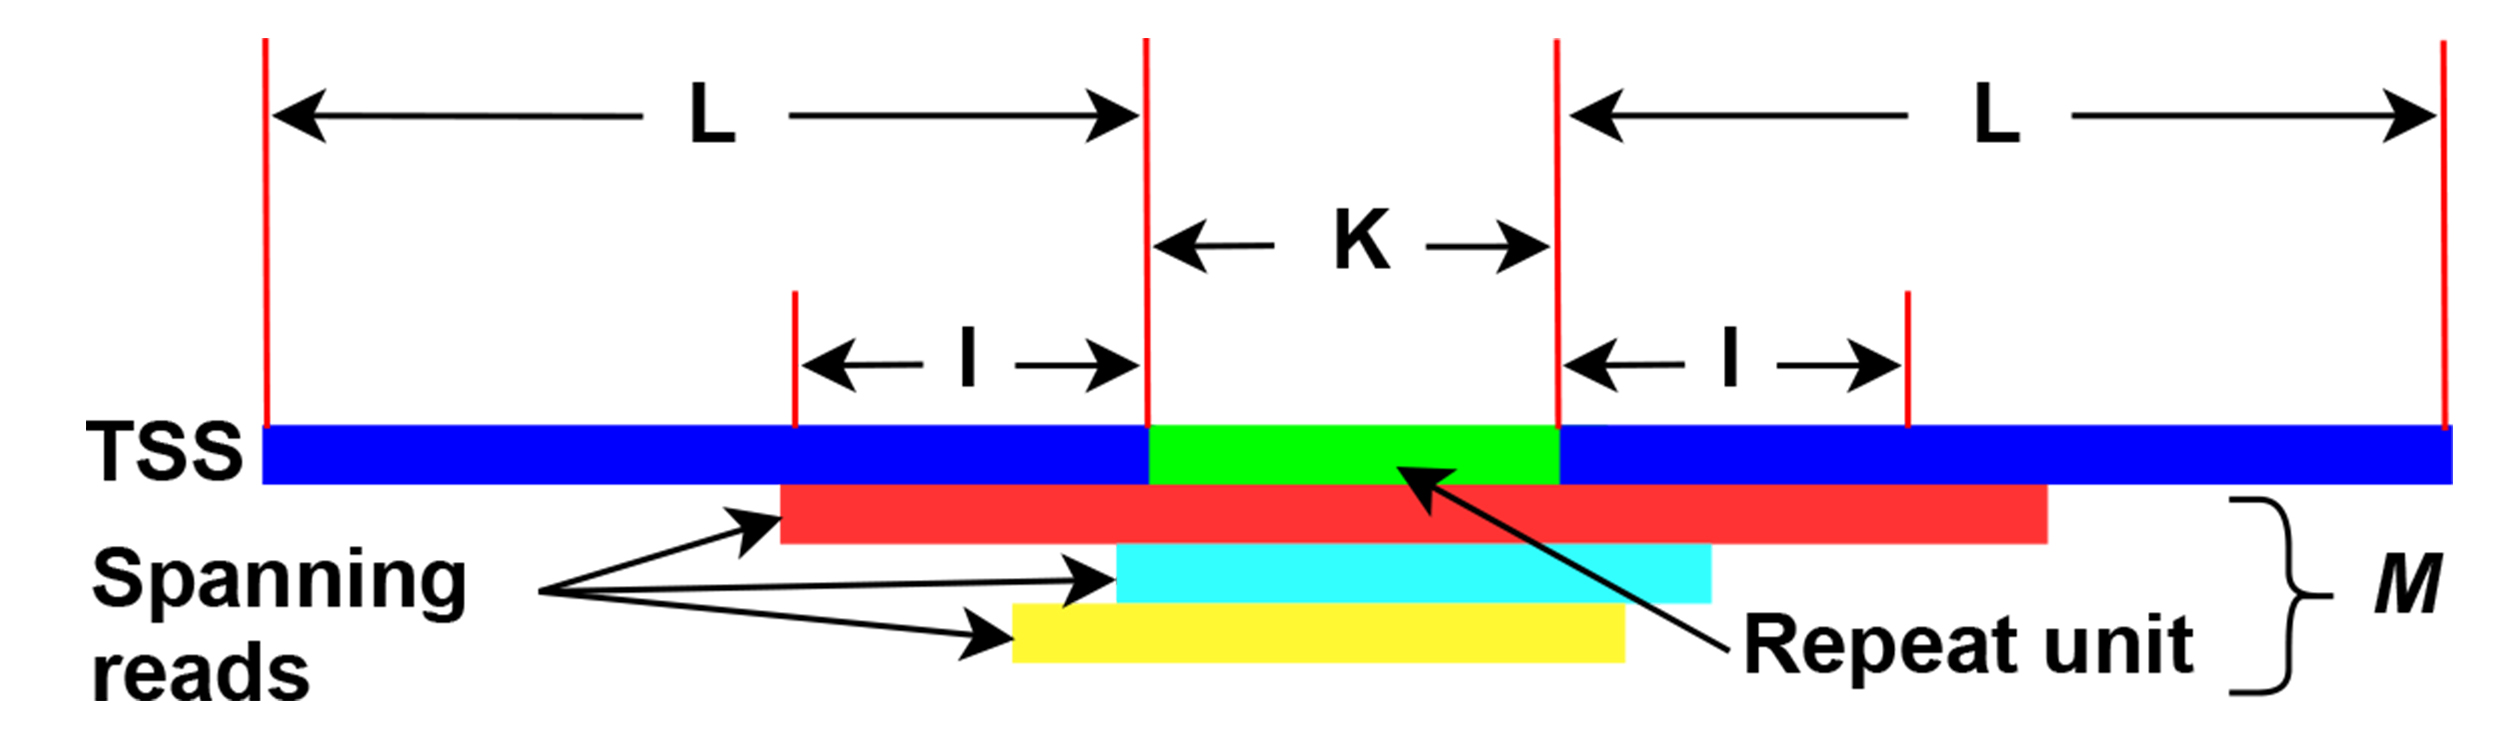 L L
K
l l
TSS
Spanning
reads
Repeat unit
M